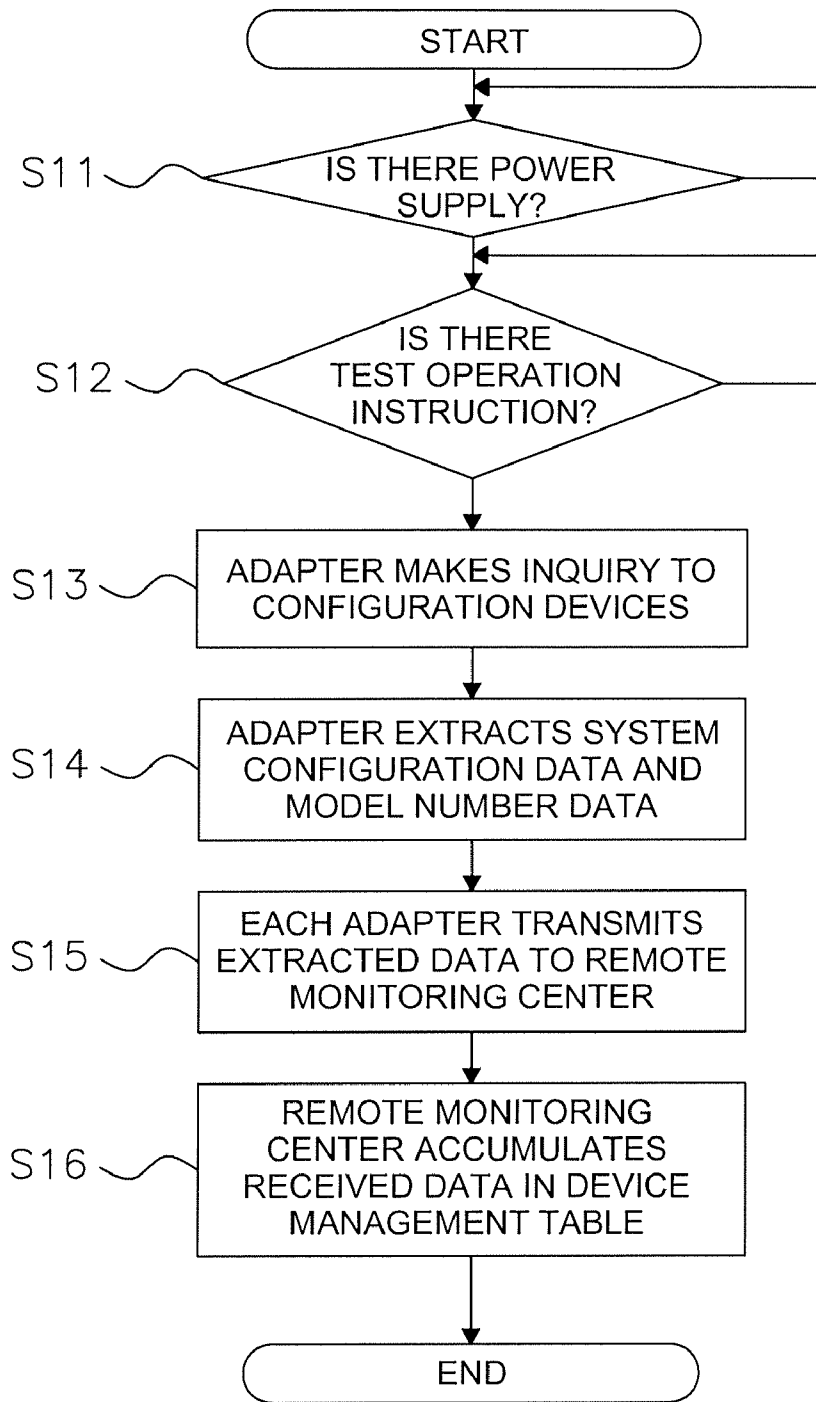 START
S11
IS THERE POWER
SUPPLY?
S12
IS THERE
TEST OPERATION
INSTRUCTION?
S13
ADAPTER MAKES INQUIRY TO
CONFIGURATION DEVICES
S14
ADAPTER EXTRACTS SYSTEM
CONFIGURATION DATA AND
MODEL NUMBER DATA
S15
EACH ADAPTER TRANSMITS
EXTRACTED DATA TO REMOTE
MONITORING CENTER
S16
REMOTE MONITORING
CENTER ACCUMULATES
RECEIVED DATA IN DEVICE
MANAGEMENT TABLE
END